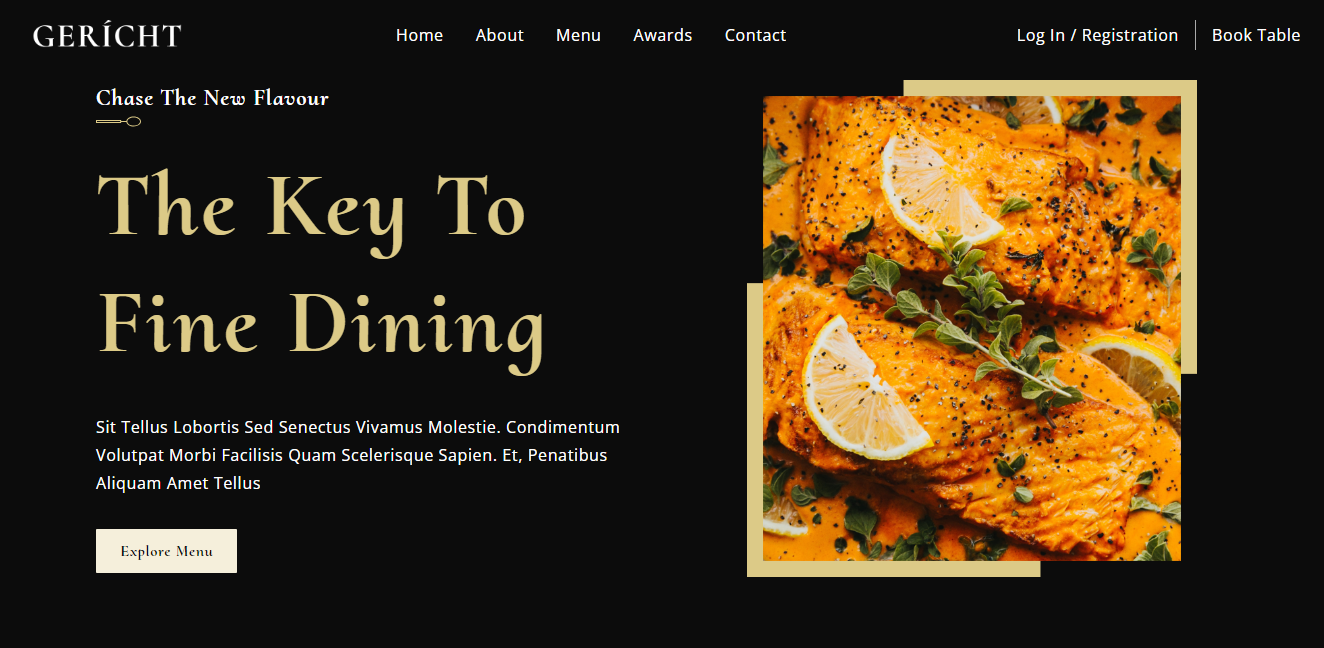 GERÍCHT
Home About Menu Awards Contact
Log In / Registration
Book Table
Chase The New Flavour
The Key To
Fine Dining
Sit Tellus Lobortis Sed Senectus Vivamus Molestie. Condimentum
Volutpat Morbi Facilisis Quam Scelerisque Sapien. Et, Penatibus
Aliquam Amet Tellus
Explore Menu